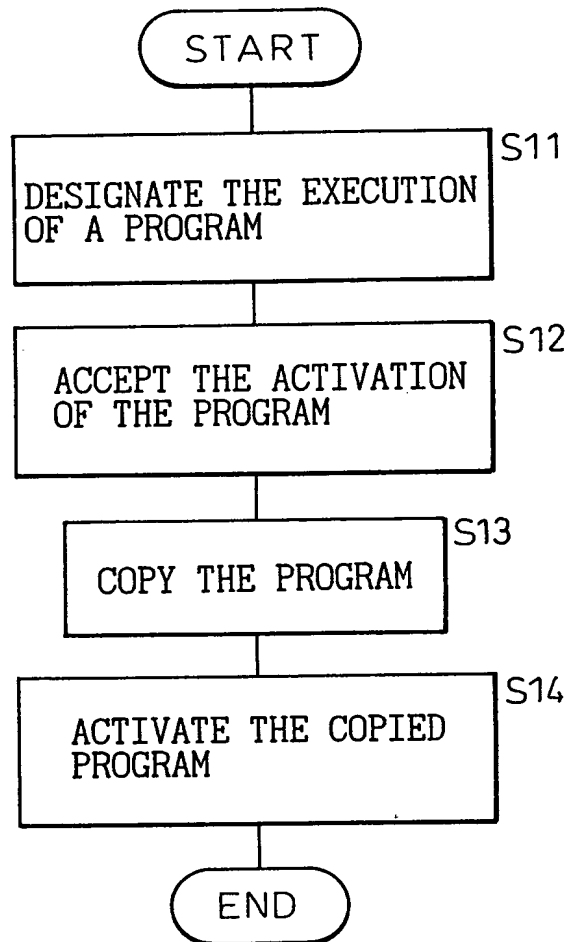 START
S11
DESIGNATE THE EXECUTION
OF A PROGRAM
S12
ACCEPT THE ACTIVATION
OF THE PROGRAM
S13
COPY THE PROGRAM
S14
ACTIVATE THE COPIED
PROGRAM
END